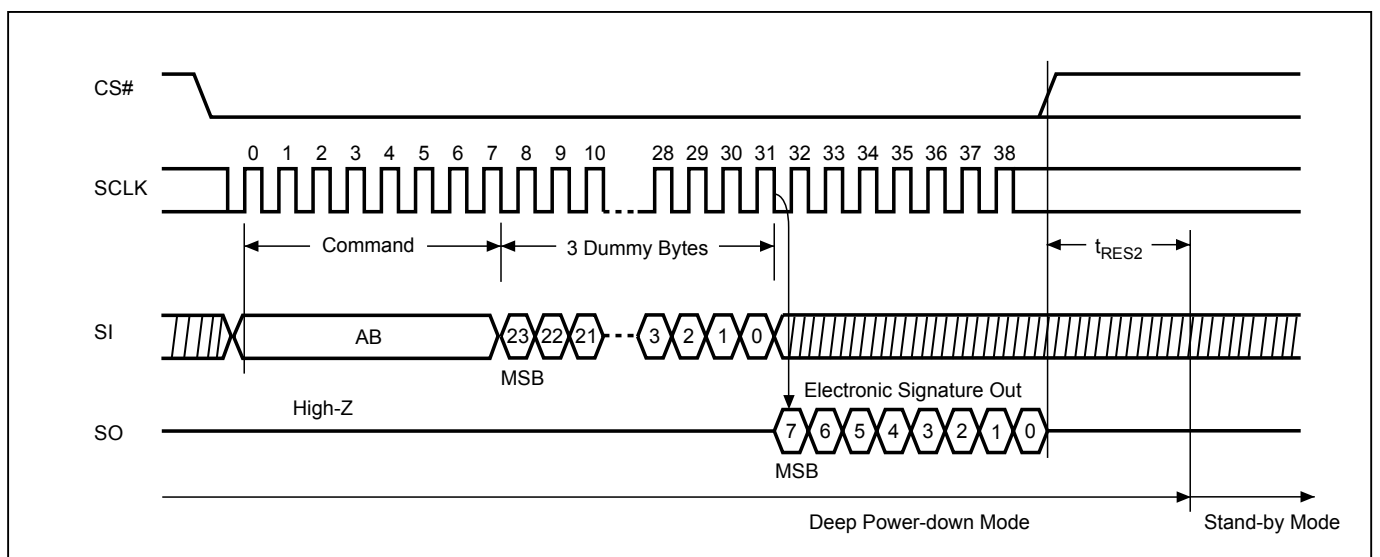 CS#
0 1 2 3 4 5 6 7 8 9 10 28 29 30 31 32 33 34 35 36 37 38
SCLK
Command
3 Dummy Bytes
tRES2
SI
AB
23 22 21 3 2 1 0
MSB
Electronic Signature Out
High-Z
SO
7 6 5 4 3 2 1 0
MSB
Deep Power-down Mode
Stand-by Mode